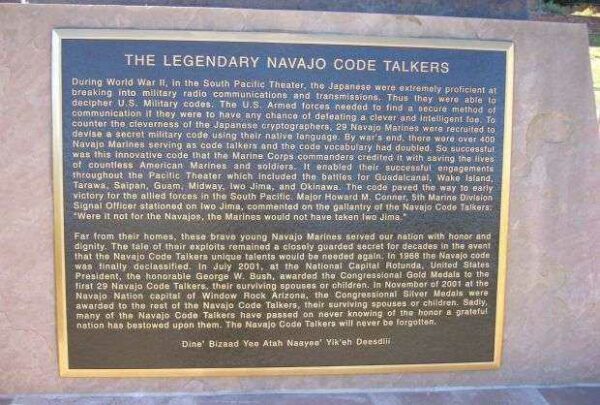 THE LEGENDARY NAVAJO CODE TALKERS
During World War II, in the South Pacific Theater, the Japanese were extremely proficient at
breaking into military radio communications and transmissions. Thus they were able to
decipher U.S. Military codes. The U.S. Armed forces needed to find a secure method of
communication if they were to have any chance of defeating a clever and intelligent foe. To
counter the cleverness of the Japanese cryptographers, 29 Navajo Marines were recruited to
devise a secret military code using their native language. By war's end, there were over 400
Navajo Marines serving as code talkers and the code vocabulary had doubled. So successful
was this innovative code that the Marine Corps commanders credited it with saving the lives
of countless American Marines and soldiers. It enabled their successful engagements
throughout the Pacific Theater which included the battles for Guadalcanal, Wake Island,
Tarawa, Saipan, Guam, Midway, Iwo Jima, and Okinawa. The code paved the way to early
victory for the allied forces in the South Pacific. Major Howard M. Conner, 5th Marine Division
Signal Officer stationed on Iwo Jima, commented on the gallantry of the Navajo Code Talkers:
"Were it not for the Navajos, the Marines would not have taken Iwo Jima."
Far from their homes, these brave young Navajo Marines served our nation with honor and
dignity. The tale of their exploits remained a closely guarded secret for decades in the event
that the Navajo Code Talkers unique talents would be needed again. In 1968 the Navajo code
was finally declassified. In July 2001, at the National Capital Rotunda, United States
President, the honorable George W. Bush, awarded the Congressional Gold Medals to the
first 29 Navajo Code Talkers, their surviving spouses or children. In November of 2001 at the
Navajo Nation capital of Window Rock Arizona, the Congressional Silver Medals were
awarded to the rest of the Navajo Code Talkers, their surviving spouses or children. Sadly,
many of the Navajo Code Talkers have passed on never knowing of the honor a grateful
nation has bestowed upon them. The Navajo Code Talkers will never be forgotten.
Dine' Bizaad Yee Atah Naayee' Yik'eh Deesdlii